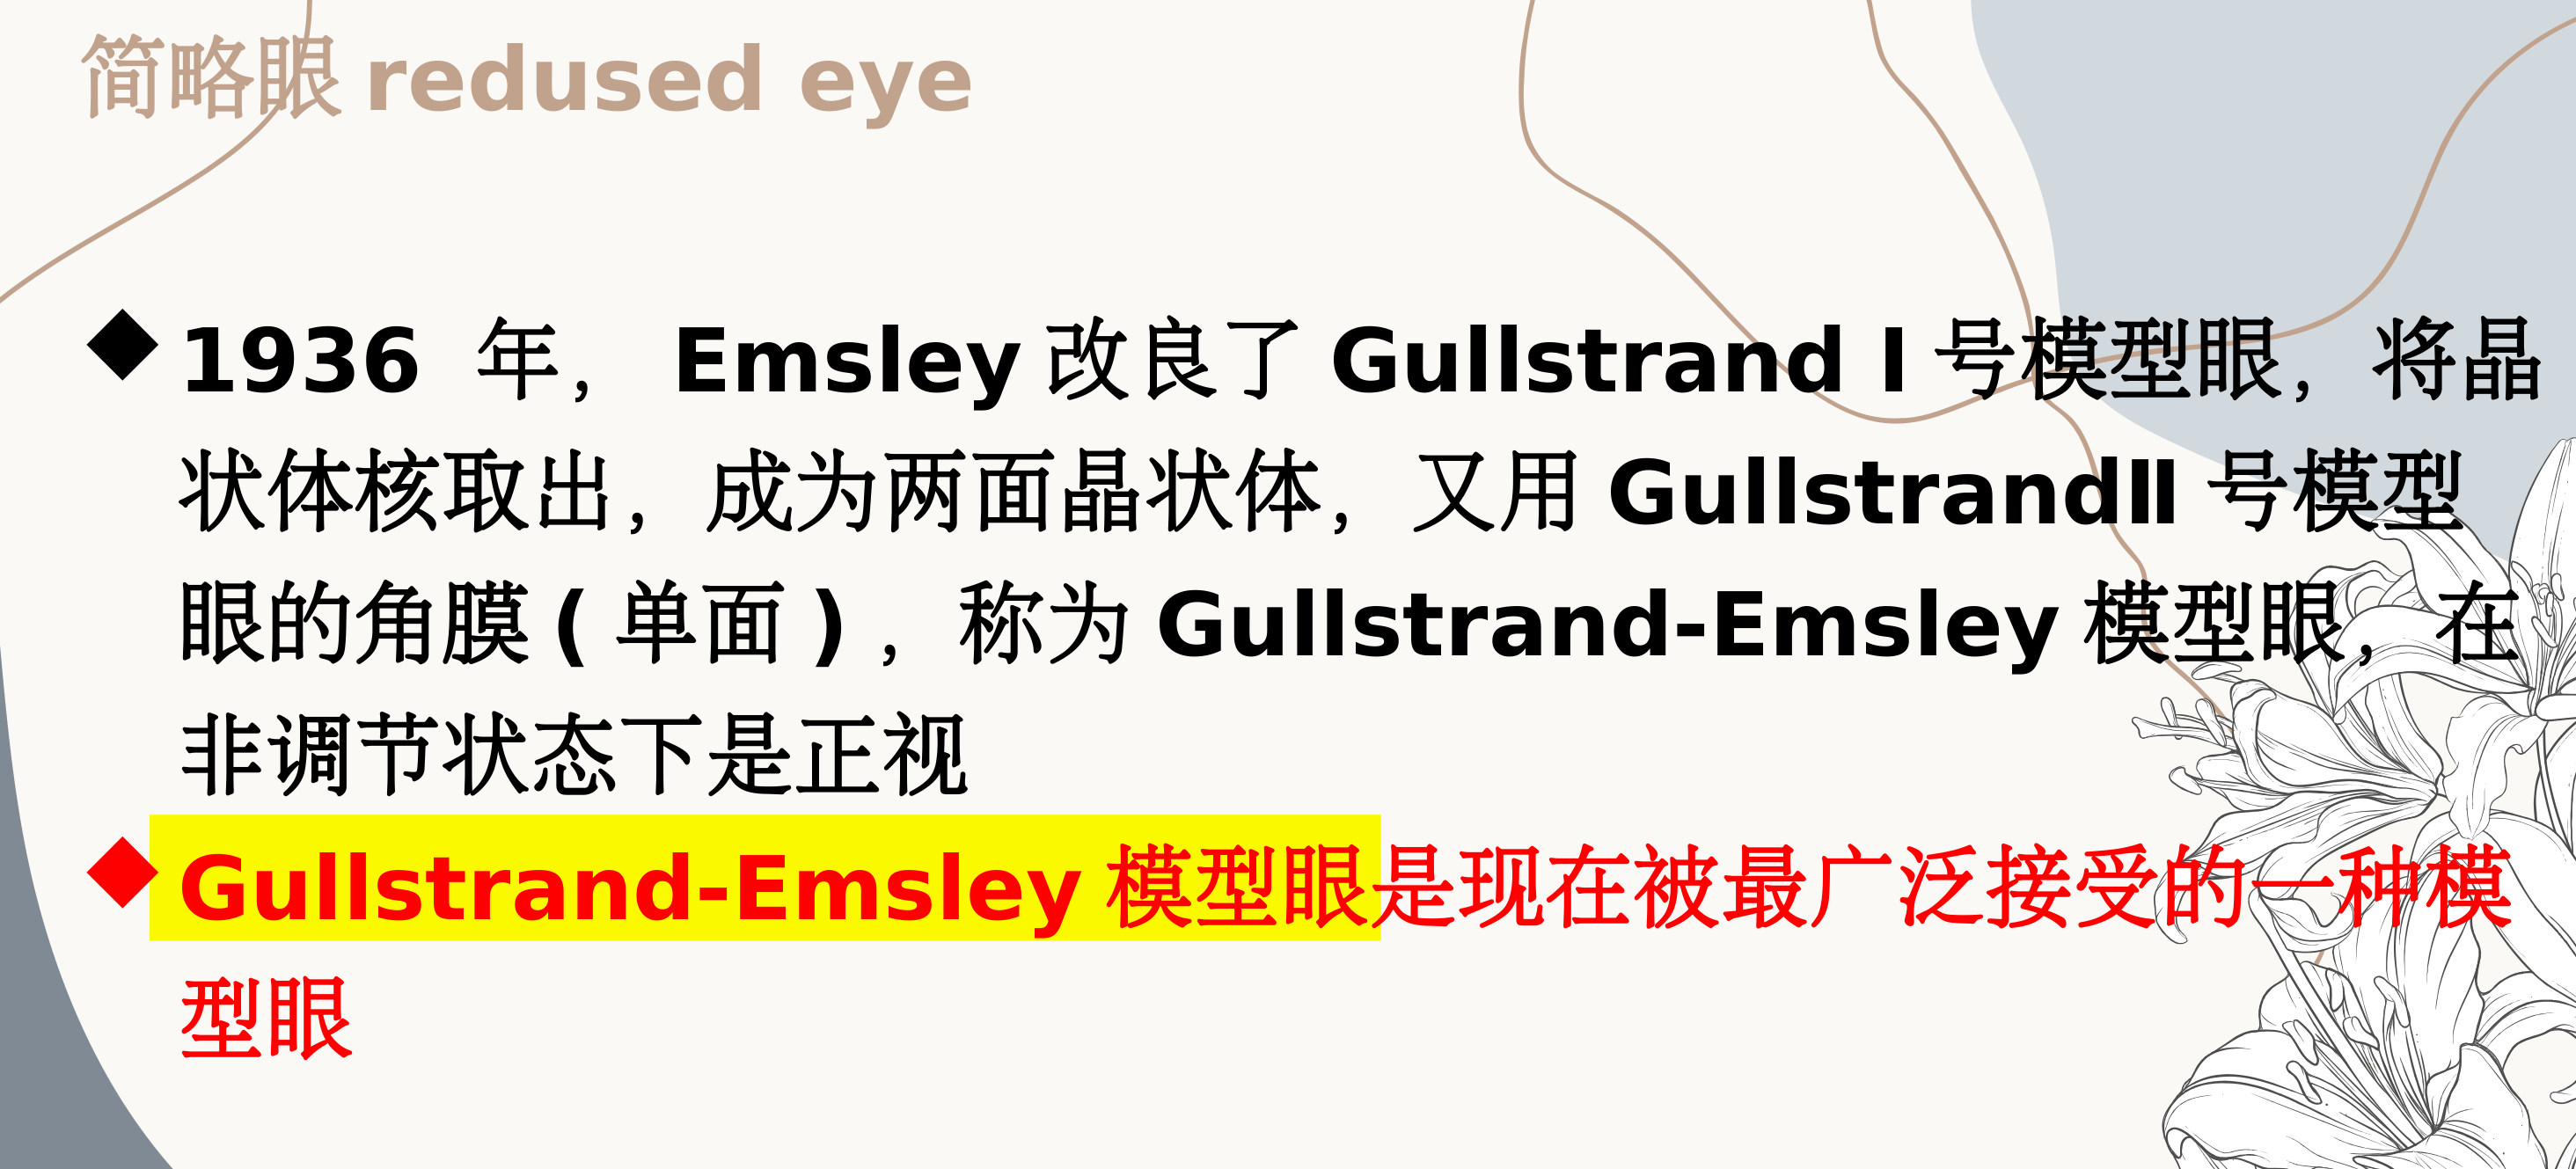 简略眼 redused eye
◆1936 年，Emsley 改良了 Gullstrand I 号模型眼，将晶
状体核取出，成为两面晶状体，又用 GullstrandⅡ 号模型
眼的角膜 ( 单面 ) ，称为 Gullstrand-Emsley 模型眼，在
非调节状态下是正视
◆Gullstrand-Emsley 模型眼是现在被最广泛接受的一种模
型眼